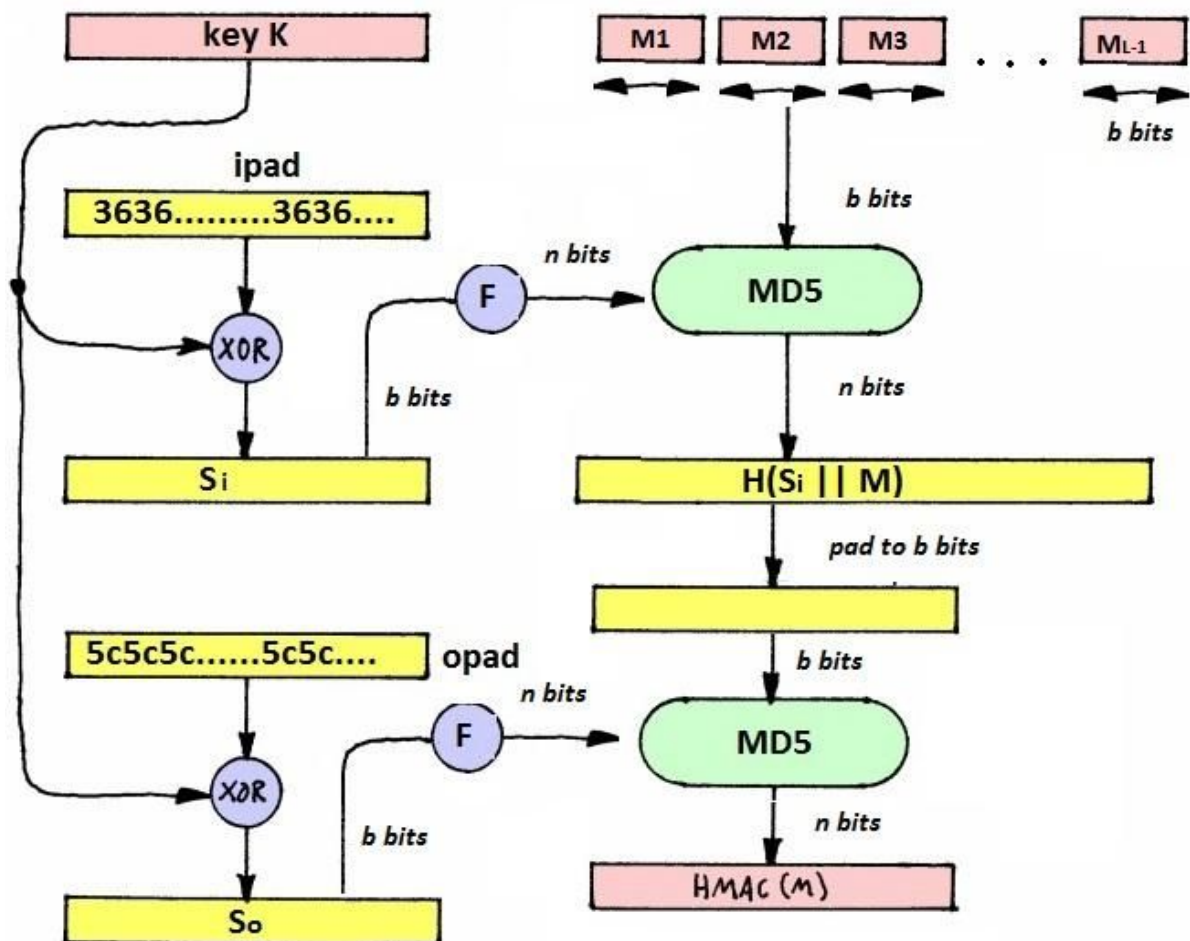 key K
M1 M2 M3 . . . ML-1
b bits
ipad
3636.........3636....
b bits
n bits
F
MD5
XOR
b bits
n bits
Si
H(Si || M)
pad to b bits
5c5c5c......5c5c....
opad
b bits
n bits
F
MD5
XOR
b bits
n bits
HMAC (M)
So